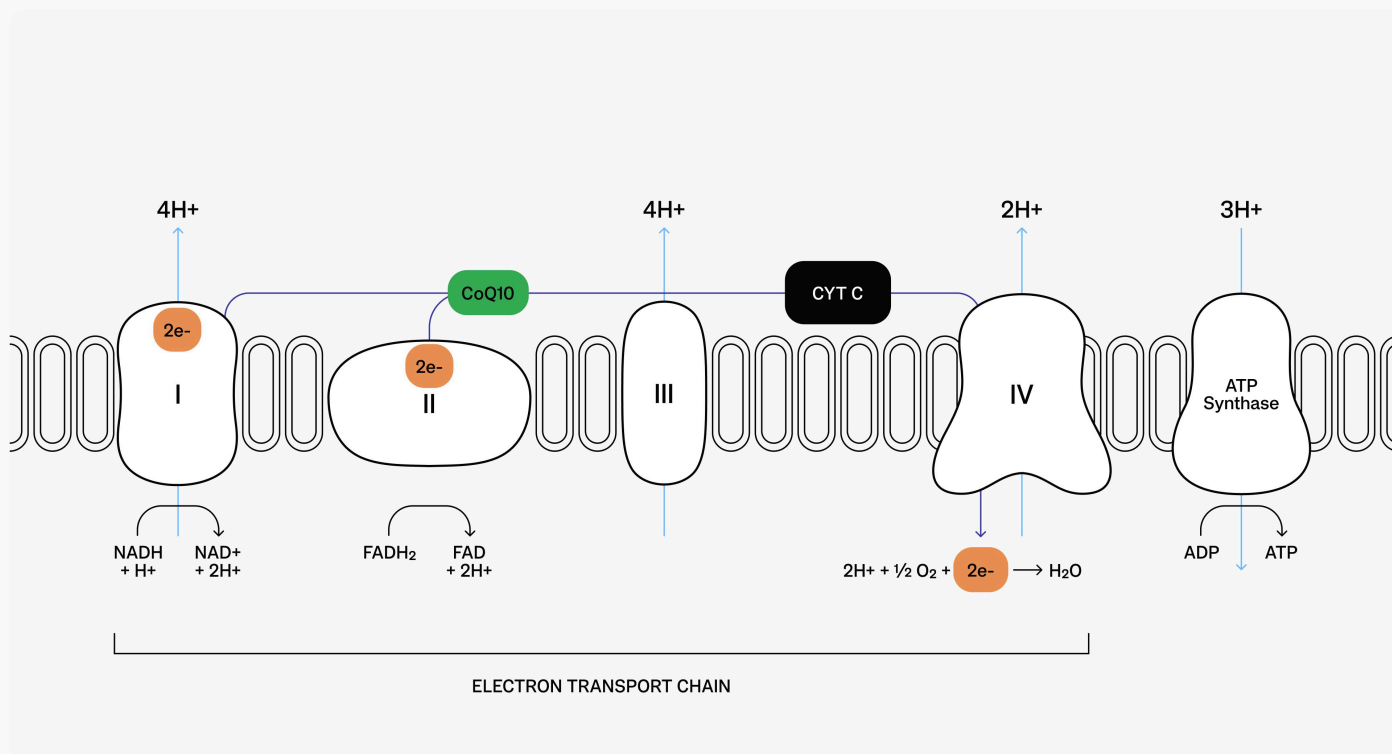 4H+
4H+
2H+
3H+
CoQ10
CYT C
2e-
2e-
I
II
III
IV
ATP
Synthase
NADH
+ H+
NAD+
+ 2H+
FADH₂
FAD
+ 2H+
2H+ + ½ O₂ + 2e- → H₂O
ADP
ATP
ELECTRON TRANSPORT CHAIN